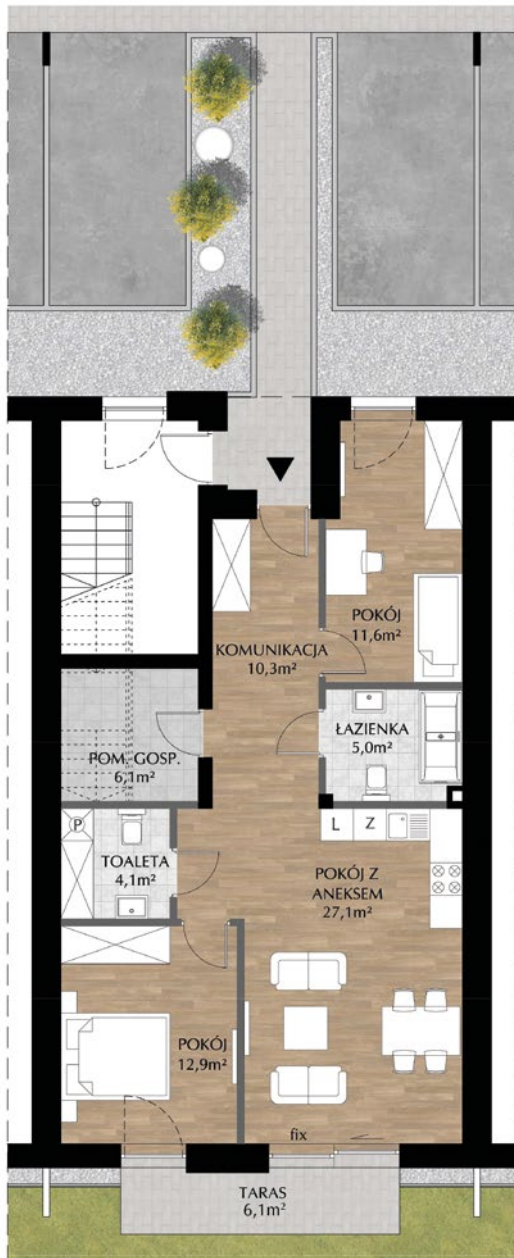 POKÓJ
11,6m²
KOMUNIKACJA
10,3m²
ŁAZIENKA
5,0m²
POM. GOSP.
6,1m²
P
TOALETA
4,1m²
L Z
POKÓJ Z
ANEKSEM
27,1m²
POKÓJ
12,9m²
fix
TARAS
6,1m²